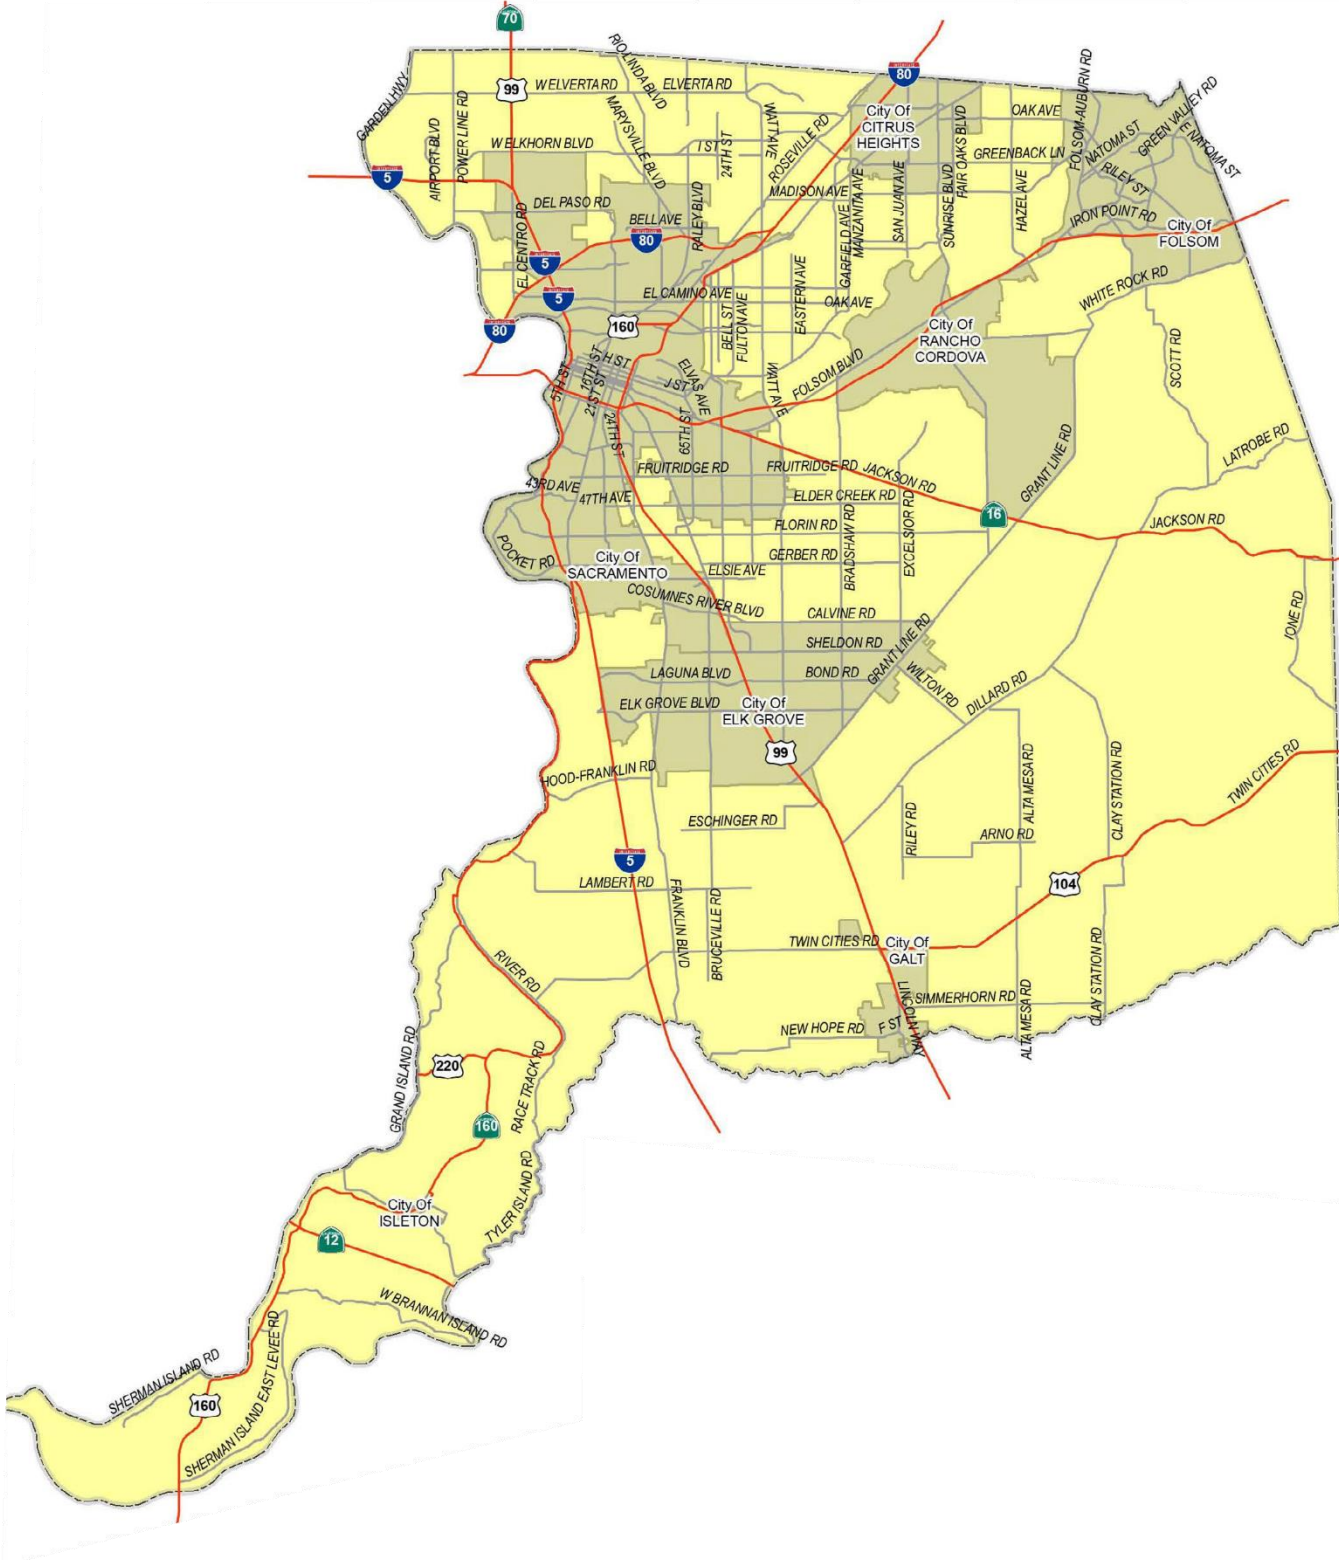 70
RIO LINDA BLVD
80
99
W ELVERTA RD
ELVERTA RD
FOLSOM-AUBURN RD
GREEN VALLEY RD
GARDEN HWY
POWER LINE RD
AIRPORT BLVD
MARYSVILLE BLVD
WATT AVE
ROSEVILLE RD
City Of
CITRUS
HEIGHTS
OAK AVE
NATOMA ST
E NATOMA ST
W ELKHORN BLVD
I ST
24TH ST
FAIR OAKS BLVD
GREENBACK LN
RILEY ST
5
MADISON AVE
MANZANITA AVE
GARFIELD AVE
SAN JUAN AVE
SUNRISE BLVD
HAZEL AVE
IRON POINT RD
City Of
FOLSOM
DEL PASO RD
BELL AVE
RALEY BLVD
80
EL CENTRO RD
5
5
80
EL CAMINO AVE
OAK AVE
EASTERN AVE
WHITE ROCK RD
160
BELL ST
FULTON AVE
City Of
RANCHO
CORDOVA
SCOTT RD
H ST
16TH ST
21ST ST
5TH ST
J ST
ELVAS AVE
WATT AVE
FOLSOM BLVD
24TH ST
65TH ST
LATROBE RD
GRANT LINE RD
FRUITRIDGE RD
FRUITRIDGE RD
JACKSON RD
43RD AVE
47TH AVE
ELDER CREEK RD
16
JACKSON RD
FLORIN RD
BRADSHAW RD
EXCELSIOR RD
POCKET RD
City Of
SACRAMENTO
GERBER RD
ELSIE AVE
COSUMNES RIVER BLVD
CALVINE RD
IONE RD
SHELDON RD
GRANT LINE RD
LAGUNA BLVD
BOND RD
WILTON RD
DILLARD RD
ELK GROVE BLVD
City Of
ELK GROVE
99
HOOD-FRANKLIN RD
ALTA MESA RD
CLAY STATION RD
TWIN CITIES RD
ESCHINGER RD
RILEY RD
ARNO RD
5
LAMBERT RD
FRANKLIN BLVD
BRUCEVILLE RD
104
TWIN CITIES RD
City Of
GALT
RIVER RD
CLAY STATION RD
LINCOLN WAY
SIMMERHORN RD
NEW HOPE RD
F ST
ALTA MESA RD
GRAND ISLAND RD
220
RACE TRACK RD
160
TYLER ISLAND RD
City Of
ISLETON
12
W BRANNAN ISLAND RD
SHERMAN ISLAND RD
160
SHERMAN ISLAND EAST LEVEE RD